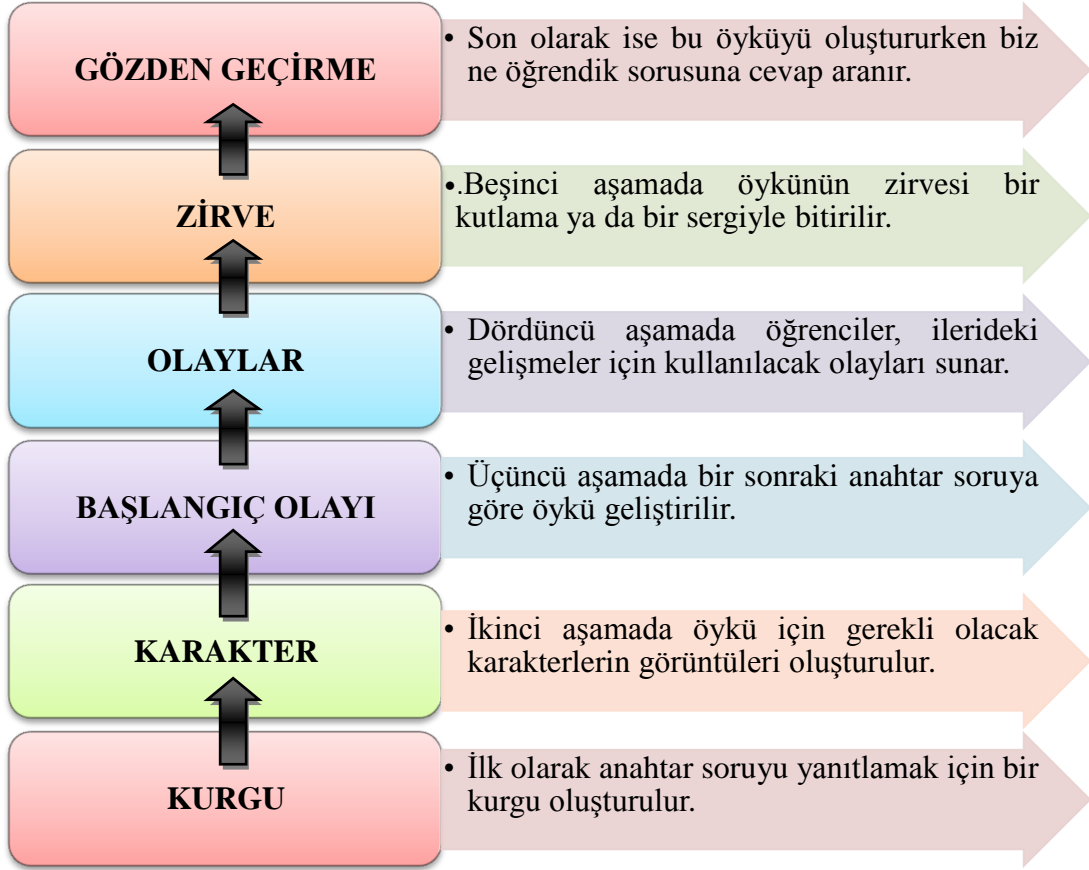 GÖZDEN GEÇİRME
• Son olarak ise bu öyküyü oluştururken biz
ne öğrendik sorusuna cevap aranır.
ZİRVE
•.Beşinci aşamada öykünün zirvesi bir
kutlama ya da bir sergiyle bitirilir.
OLAYLAR
• Dördüncü aşamada öğrenciler, ilerideki
gelişmeler için kullanılacak olayları sunar.
BAŞLANGIÇ OLAYI
• Üçüncü aşamada bir sonraki anahtar soruya
göre öykü geliştirilir.
KARAKTER
• İkinci aşamada öykü için gerekli olacak
karakterlerin görüntüleri oluşturulur.
KURGU
• İlk olarak anahtar soruyu yanıtlamak için bir
kurgu oluşturulur.